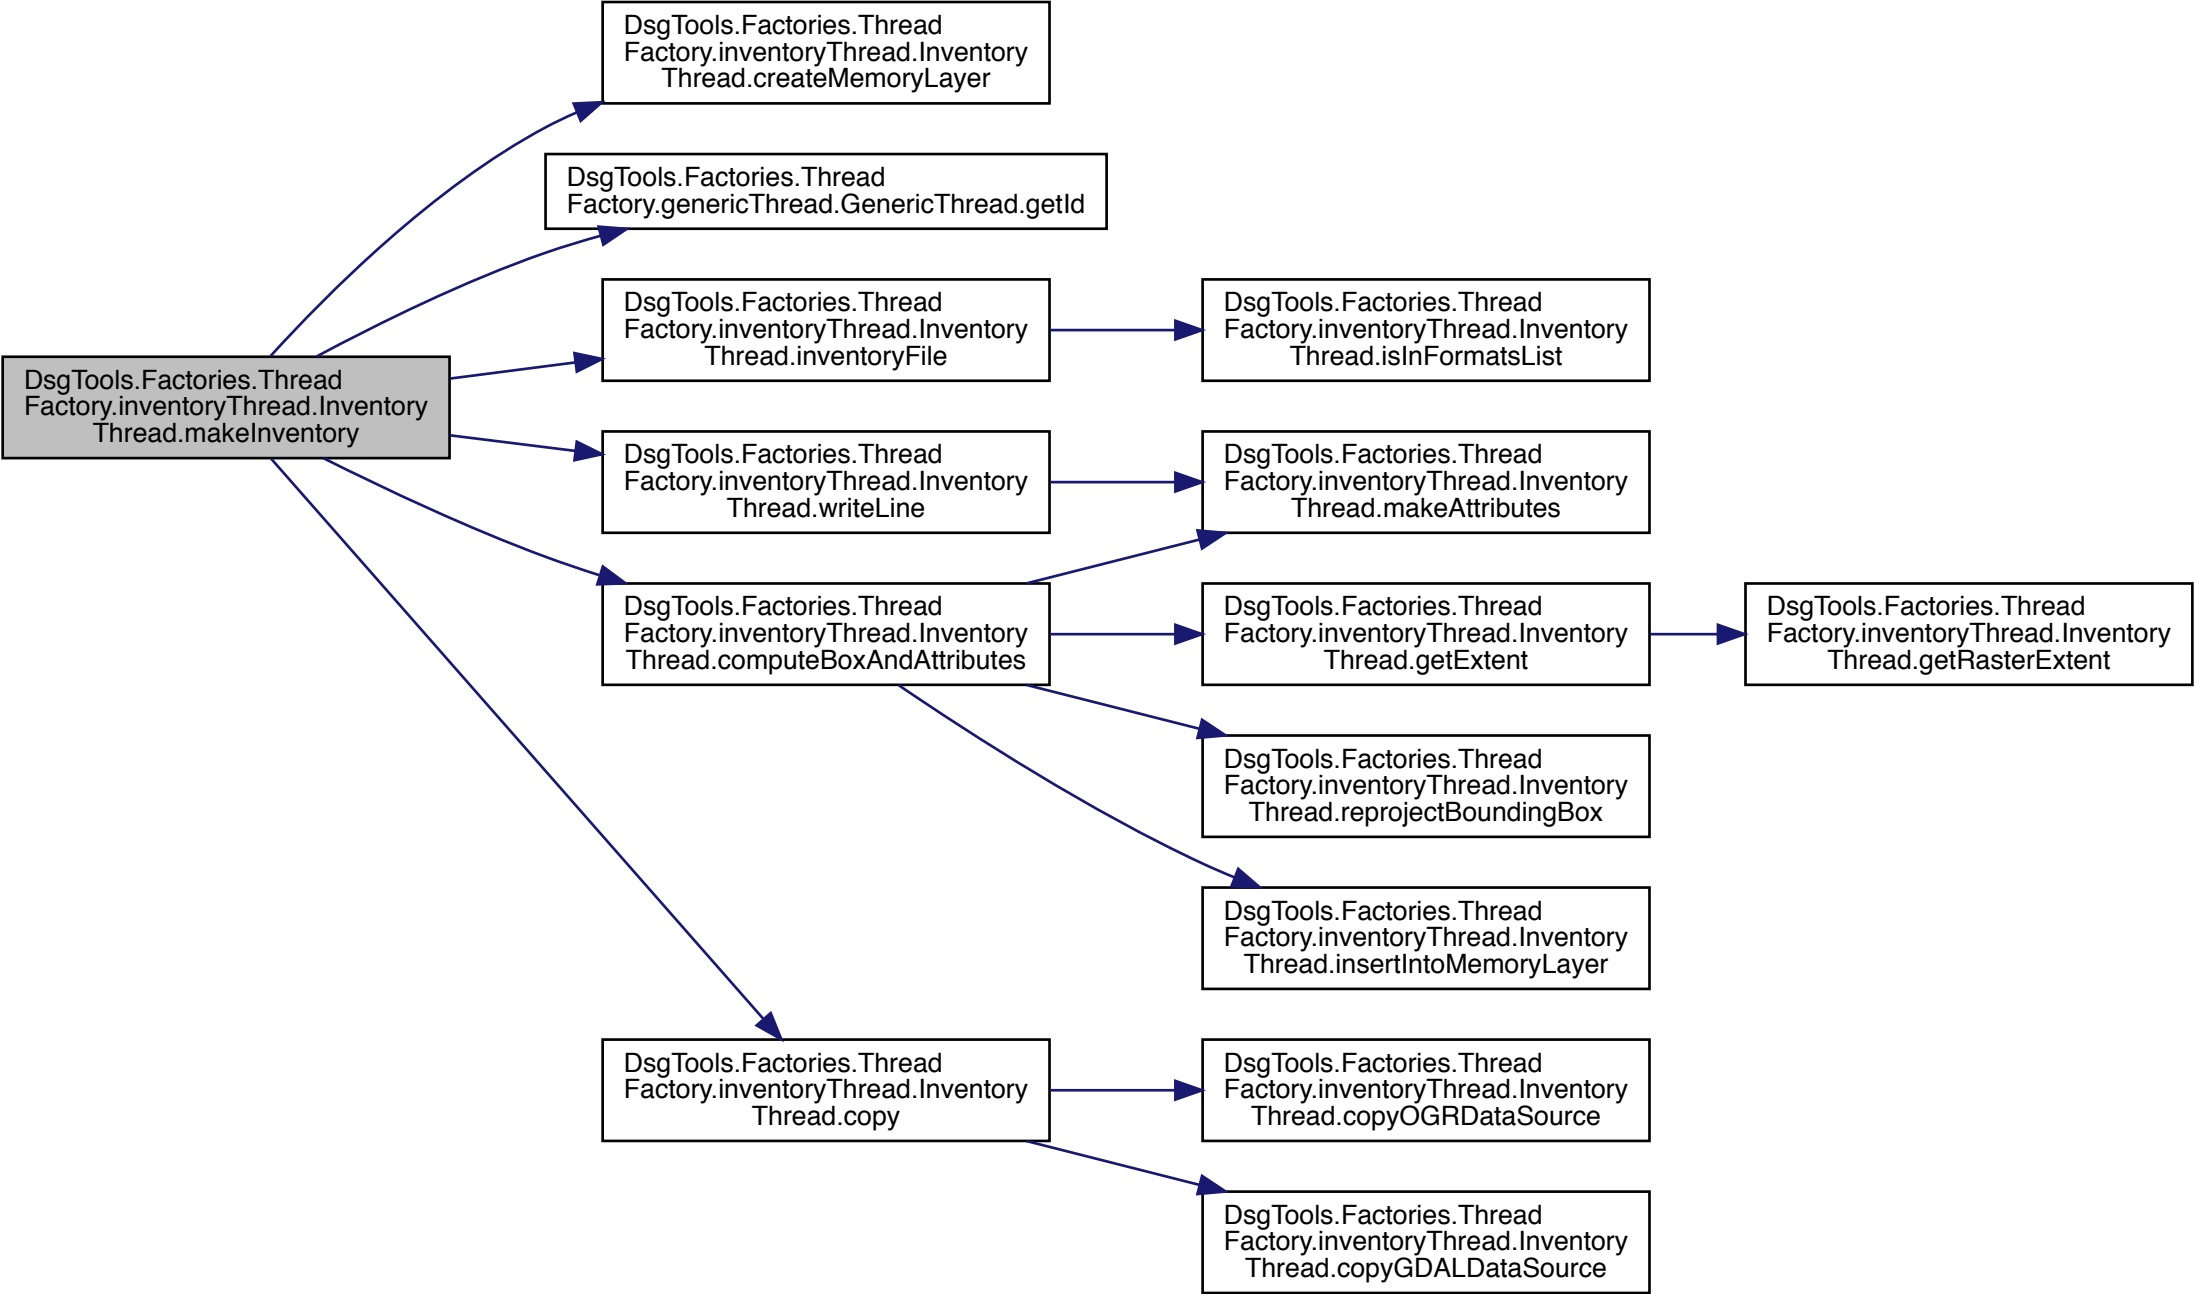 DsgTools.Factories.Thread
Factory.inventoryThread.Inventory
Thread.makeInventory
DsgTools.Factories.Thread
Factory.inventoryThread.Inventory
Thread.createMemoryLayer
DsgTools.Factories.Thread
Factory.genericThread.GenericThread.getId
DsgTools.Factories.Thread
Factory.inventoryThread.Inventory
Thread.inventoryFile
DsgTools.Factories.Thread
Factory.inventoryThread.Inventory
Thread.isInFormatsList
DsgTools.Factories.Thread
Factory.inventoryThread.Inventory
Thread.writeLine
DsgTools.Factories.Thread
Factory.inventoryThread.Inventory
Thread.makeAttributes
DsgTools.Factories.Thread
Factory.inventoryThread.Inventory
Thread.computeBoxAndAttributes
DsgTools.Factories.Thread
Factory.inventoryThread.Inventory
Thread.getExtent
DsgTools.Factories.Thread
Factory.inventoryThread.Inventory
Thread.getRasterExtent
DsgTools.Factories.Thread
Factory.inventoryThread.Inventory
Thread.reprojectBoundingBox
DsgTools.Factories.Thread
Factory.inventoryThread.Inventory
Thread.insertIntoMemoryLayer
DsgTools.Factories.Thread
Factory.inventoryThread.Inventory
Thread.copy
DsgTools.Factories.Thread
Factory.inventoryThread.Inventory
Thread.copyOGRDataSource
DsgTools.Factories.Thread
Factory.inventoryThread.Inventory
Thread.copyGDALDataSource